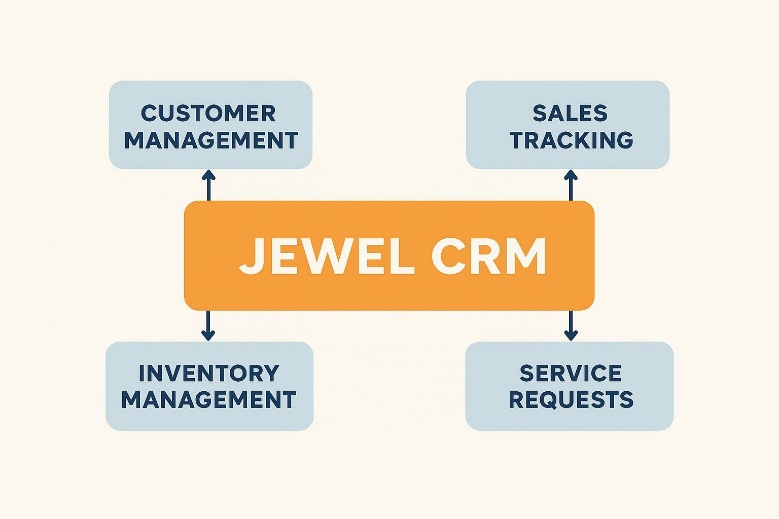 CUSTOMER
MANAGEMENT
SALES
TRACKING
JEWEL CRM
INVENTORY
MANAGEMENT
SERVICE
REQUESTS